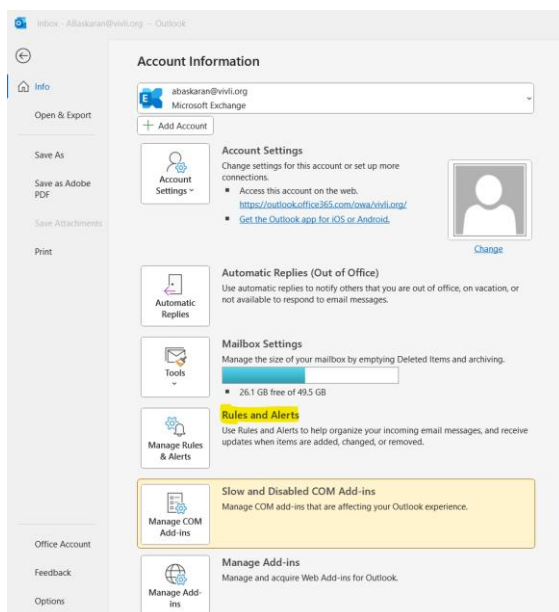 Inbox - ABaskaran@vivli.org - Outlook
Info
Open & Export
Save As
Save as Adobe
PDF
Save Attachments
Print
Office Account
Feedback
Options
Account Information
abaskaran@vivli.org
Microsoft Exchange
Add Account
Account
Settings
Account Settings
Change settings for this account or set up more
connections.
Access this account on the web.
https://outlook.office365.com/owa/vivli.org/
Get the Outlook app for iOS or Android.
Change
Automatic
Replies
Automatic Replies (Out of Office)
Use automatic replies to notify others that you are out of office, on vacation, or
not available to respond to email messages.
Tools
Mailbox Settings
Manage the size of your mailbox by emptying Deleted Items and archiving.
26.1 GB free of 49.5 GB
Manage Rules
& Alerts
Rules and Alerts
Use Rules and Alerts to help organize your incoming email messages, and receive
updates when items are added, changed, or removed.
Manage COM
Add-ins
Slow and Disabled COM Add-ins
Manage COM add-ins that are affecting your Outlook experience.
Manage Add-
ins
Manage Add-ins
Manage and acquire Web Add-ins for Outlook.